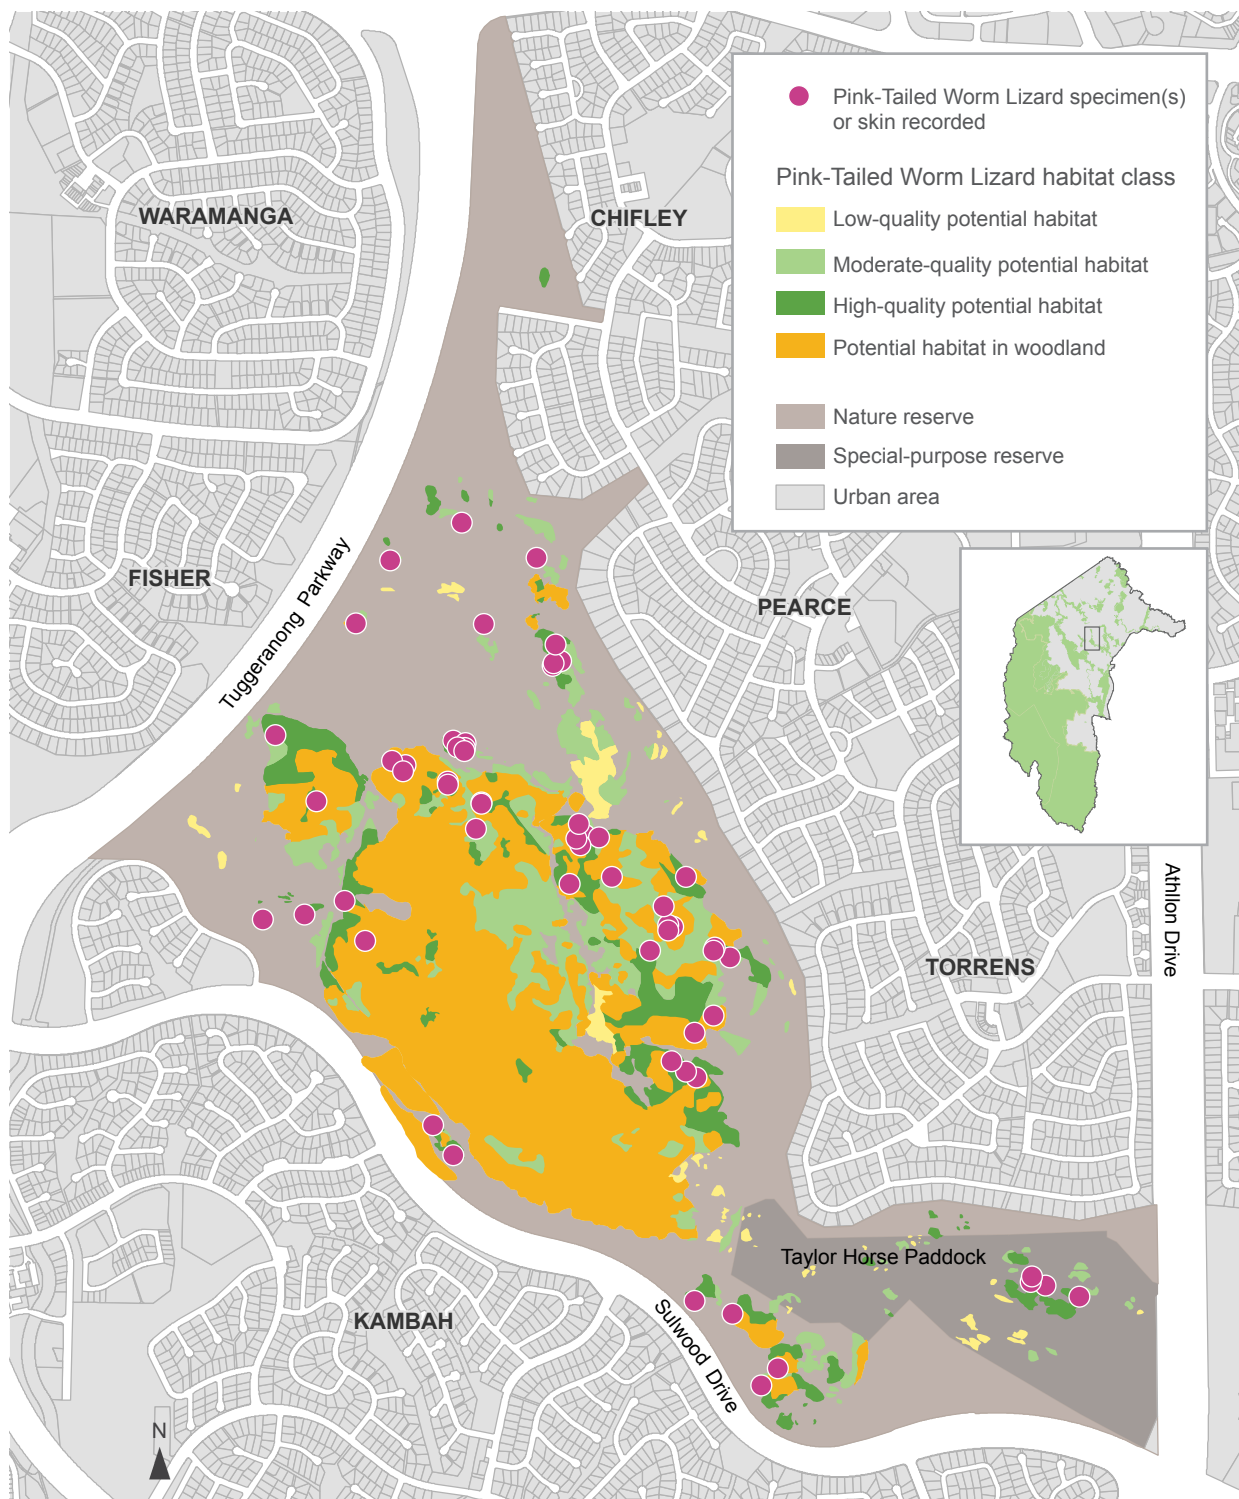 Pink-Tailed Worm Lizard specimen(s)
or skin recorded
Pink-Tailed Worm Lizard habitat class
Low-quality potential habitat
Moderate-quality potential habitat
High-quality potential habitat
Potential habitat in woodland
Nature reserve
Special-purpose reserve
Urban area
WARAMANGA
CHIFLEY
FISHER
Tuggeranong Parkway
PEARCE
TORRENS
Athlon Drive
Taylor Horse Paddock
KAMBAH
Sulwood Drive
N